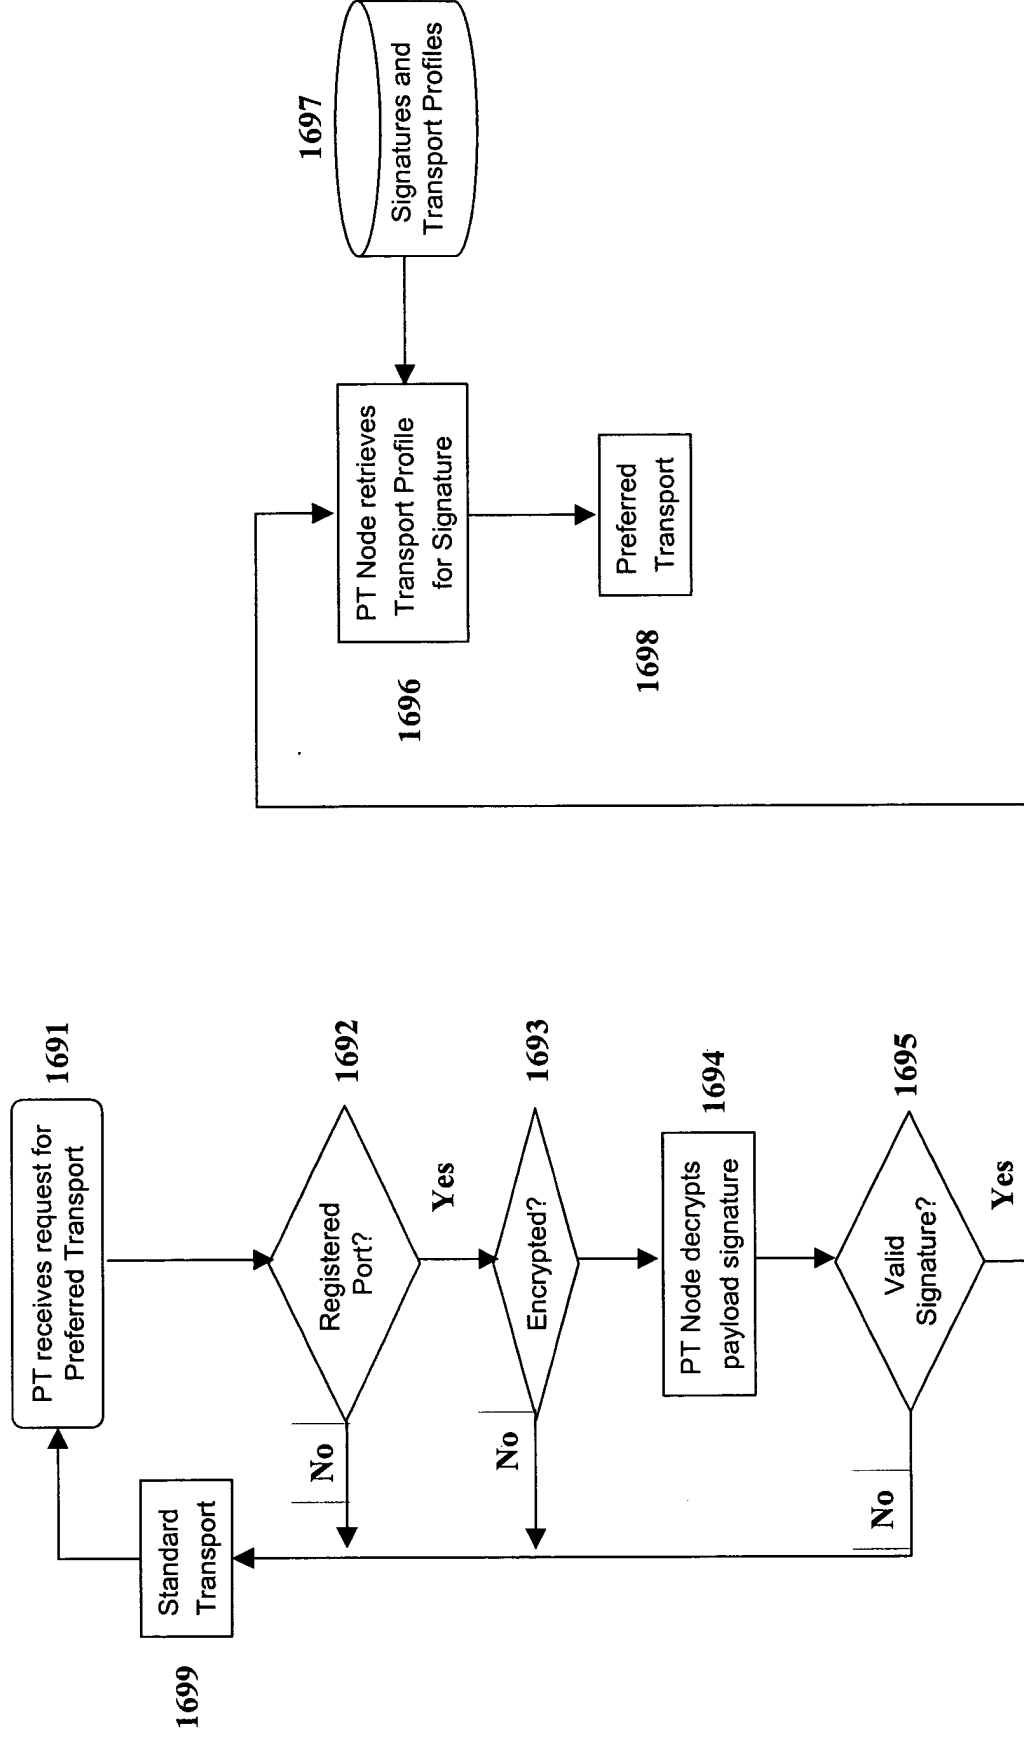 1691
PT receives request for
Preferred Transport
1692
Registered
Port?
No
Yes
1693
Encrypted?
No
1694
PT Node decrypts
payload signature
1695
Valid
Signature?
No
Yes
1699
Standard
Transport
1696
PT Node retrieves
Transport Profile
for Signature
1697
Signatures and
Transport Profiles
1698
Preferred
Transport